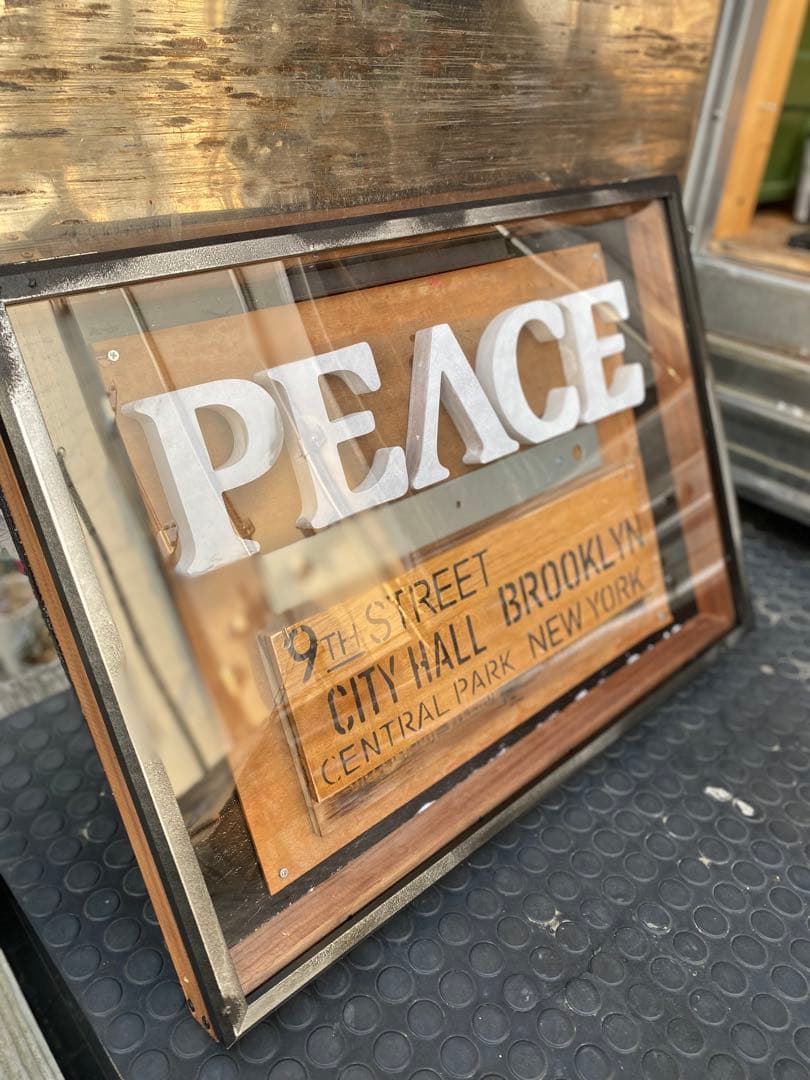 PEACE
9TH STREET
CITY HALL BROOKLYN
CENTRAL PARK NEW YORK